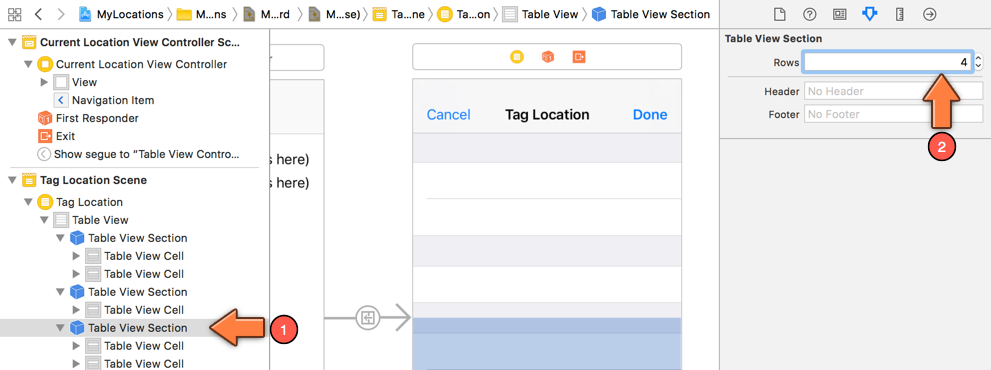 MyLocations M...ns M...rd M...se) Ta...ne Ta...on Table View Table View Section
Current Location View Controller Sc...
Current Location View Controller
View
Navigation Item
First Responder
Exit
Show segue to “Table View Contro...
Tag Location Scene
Tag Location
Table View
Table View Section
Table View Cell
Table View Cell
Table View Section
Table View Cell
Table View Section
Table View Cell
Table View Cell
1
r
s here)
s here)
Cancel Tag Location Done
Table View Section
Rows 4
Header No Header
Footer No Footer
2